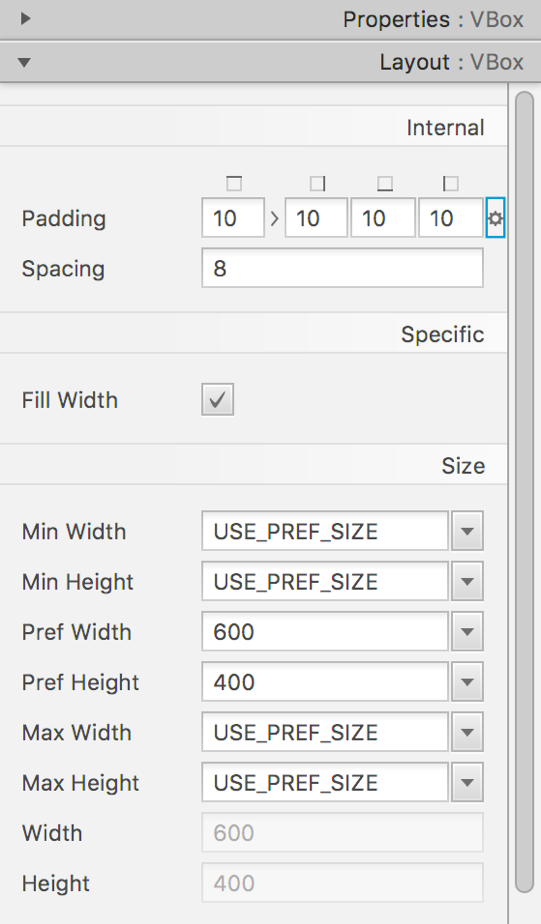 Properties : VBox
Layout : VBox
Internal
Padding 10 > 10 10 10
Spacing 8
Specific
Fill Width
Size
Min Width USE_PREF_SIZE
Min Height USE_PREF_SIZE
Pref Width 600
Pref Height 400
Max Width USE_PREF_SIZE
Max Height USE_PREF_SIZE
Width 600
Height 400